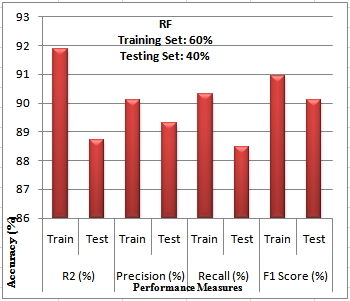 RF
Training Set: 60%
Testing Set: 40%
93
92
91
90
89
88
87
86
Accuracy (%)
Train Test Train Test Train Test Train Test
R2 (%) Precision (%) Recall (%) F1 Score (%)
Performance Measures